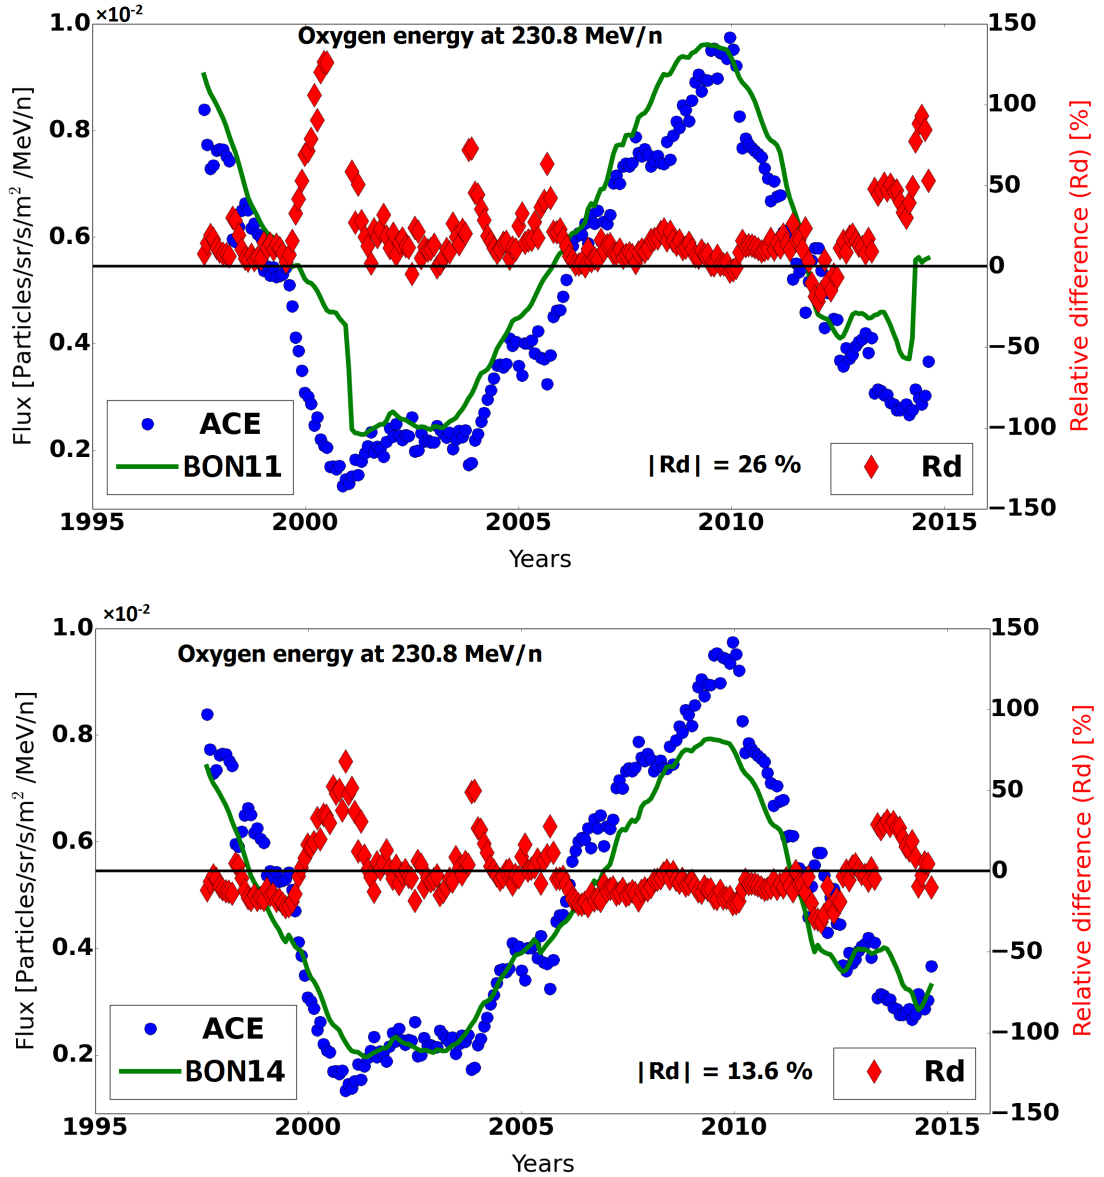 ×10⁻²
Oxygen energy at 230.8 MeV/n
1.0
0.8
0.6
0.4
0.2
150
100
50
0
−50
−100
−150
Flux [Particles/sr/s/m² /MeV/n]
Relative difference (Rd) [%]
ACE
BON11
|Rd| = 26 %
Rd
1995 2000 2005 2010 2015
Years
×10⁻²
Oxygen energy at 230.8 MeV/n
1.0
0.8
0.6
0.4
0.2
150
100
50
0
−50
−100
−150
Flux [Particles/sr/s/m² /MeV/n]
Relative difference (Rd) [%]
ACE
BON14
|Rd| = 13.6 %
Rd
1995 2000 2005 2010 2015
Years